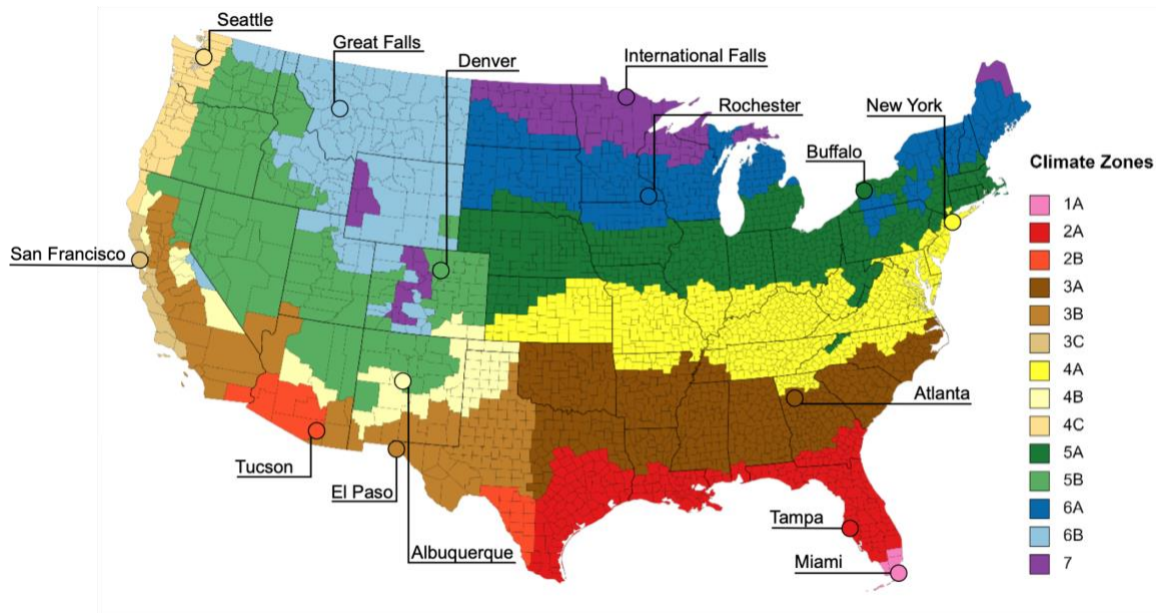 Seattle
Great Falls
Denver
International Falls
Rochester
New York
Buffalo
Climate Zones
1A
2A
2B
3A
3B
3C
4A
4B
4C
5A
5B
6A
6B
7
San Francisco
Atlanta
Tucson
El Paso
Albuquerque
Tampa
Miami